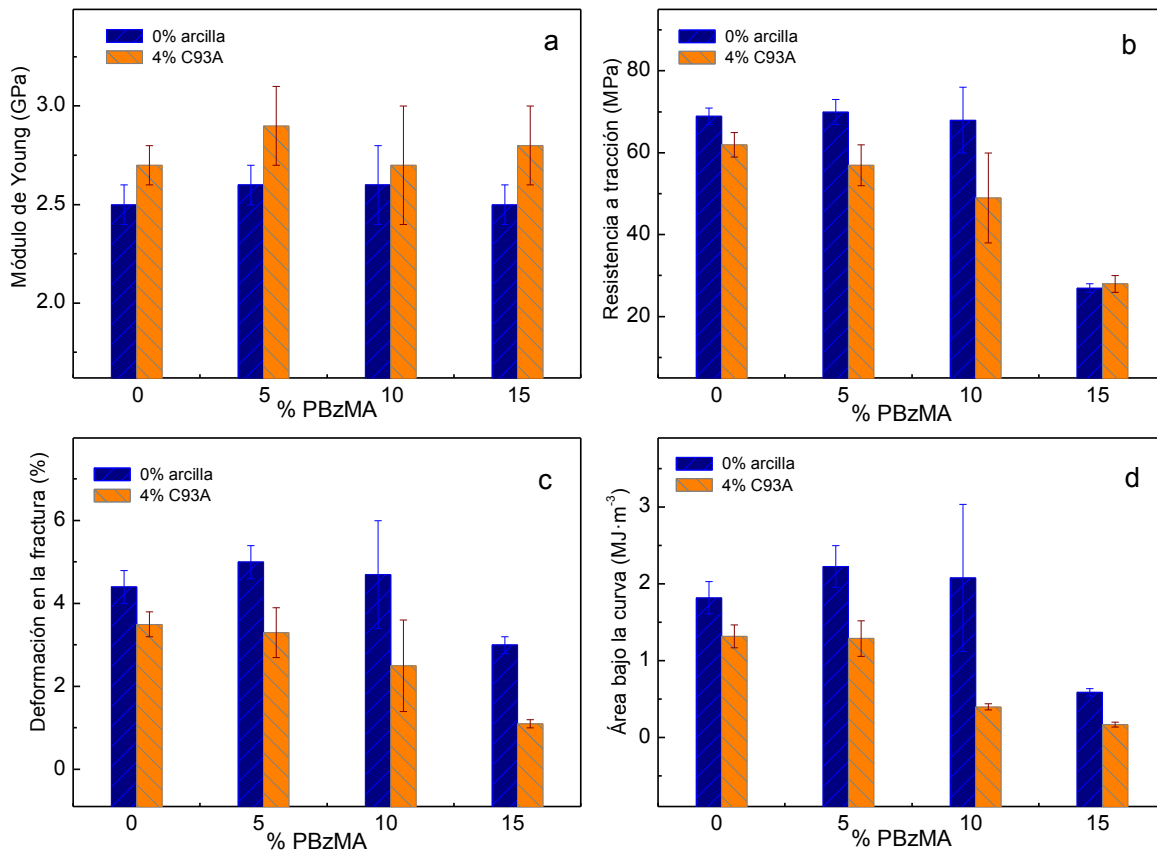 Módulo de Young (GPa)
0% arcilla
4% C93A
a
3.0
2.5
2.0
0 5 10 15
% PBzMA
Resistencia a tracción (MPa)
0% arcilla
4% C93A
b
80
60
40
20
0 5 10 15
% PBzMA
Deformación en la fractura (%)
0% arcilla
4% C93A
c
6
4
2
0
0 5 10 15
% PBzMA
Área bajo la curva (MJ·m⁻³)
0% arcilla
4% C93A
d
3
2
1
0
0 5 10 15
% PBzMA